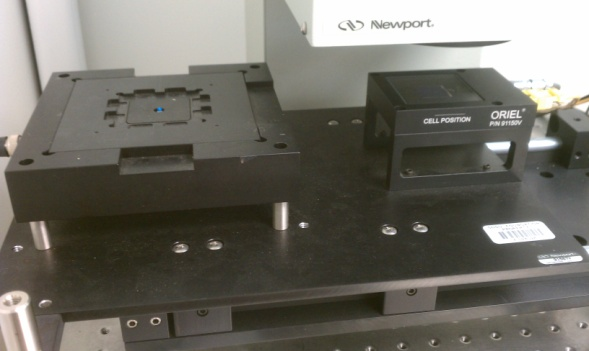 Newport®
ORIEL®
CELL POSITION
P/N 91150V